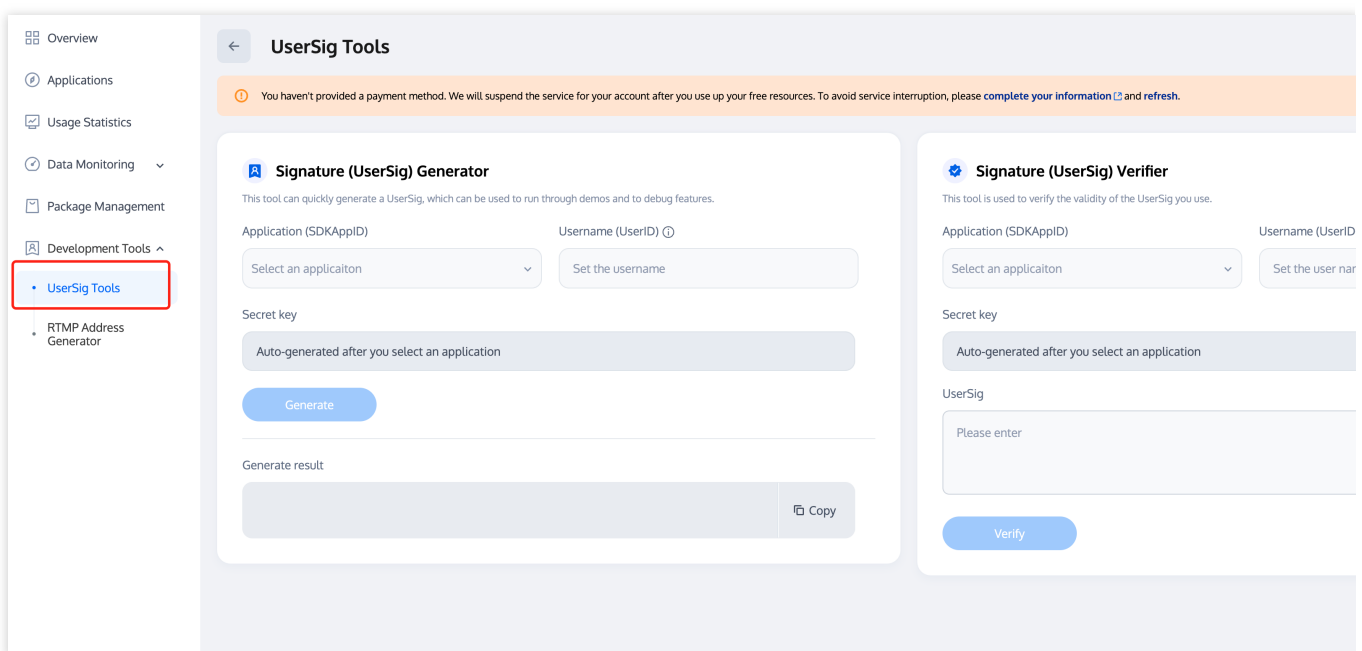 Overview
Applications
Usage Statistics
Data Monitoring
Package Management
Development Tools
UserSig Tools
RTMP Address
Generator
UserSig Tools
You haven't provided a payment method. We will suspend the service for your account after you use up your free resources. To avoid service interruption, please complete your information and refresh.
Signature (UserSig) Generator
This tool can quickly generate a UserSig, which can be used to run through demos and to debug features.
Application (SDKAppID)
Username (UserID)
Select an applicaiton
Set the username
Secret key
Auto-generated after you select an application
Generate
Generate result
Copy
Signature (UserSig) Verifier
This tool is used to verify the validity of the UserSig you use.
Application (SDKAppID)
Username (UserID
Select an applicaiton
Set the user nar
Secret key
Auto-generated after you select an application
UserSig
Please enter
Verify